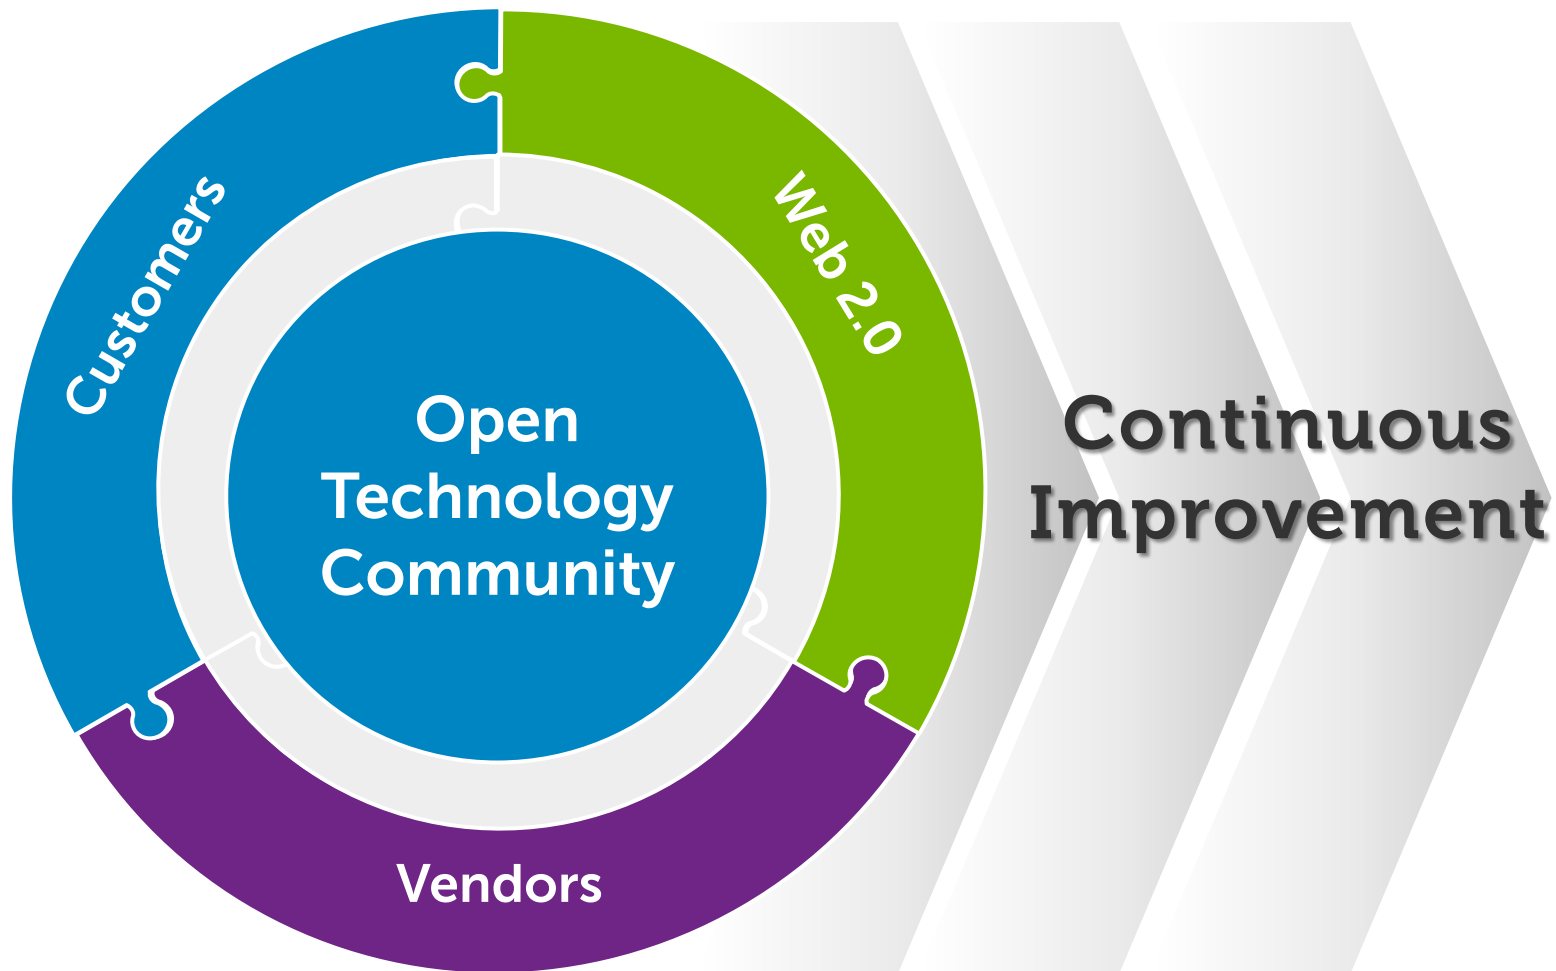 Customers
Web 2.0
Open
Technology
Community
Vendors
Continuous
Improvement